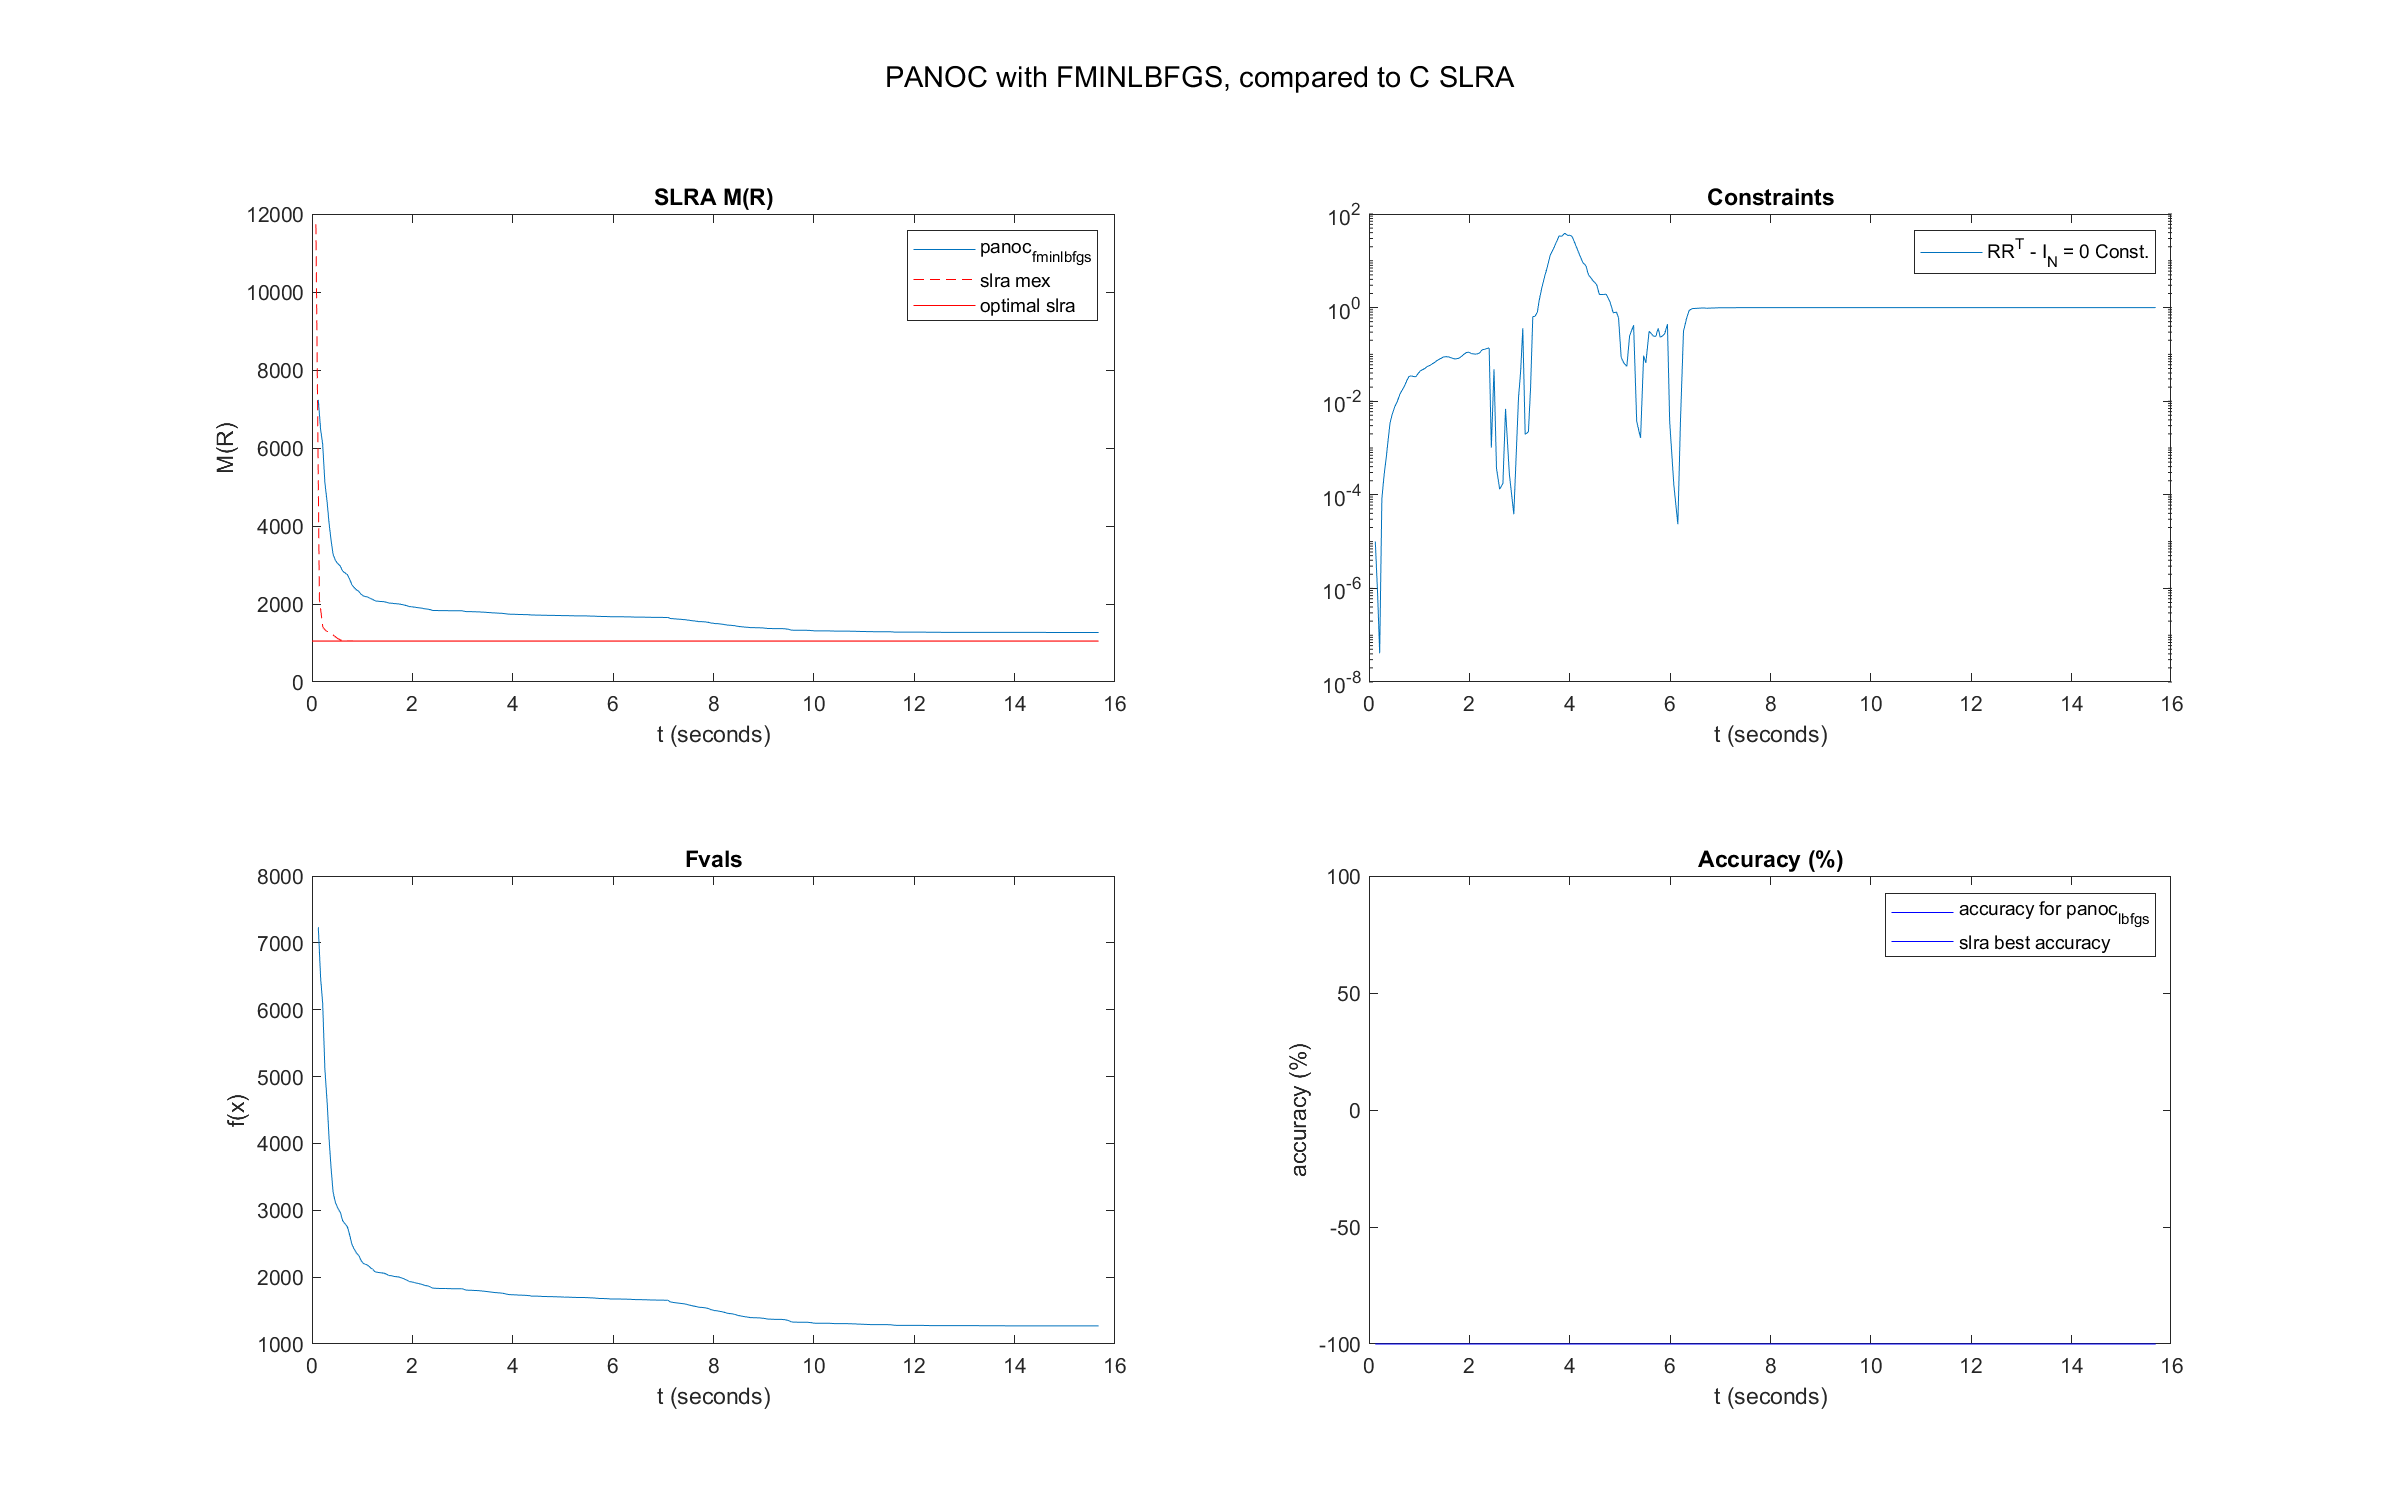 PANOC with FMINLBFGS, compared to C SLRA
SLRA M(R)
12000
10000
8000
6000
4000
2000
0
M(R)
0 2 4 6 8 10 12 14 16
t (seconds)
panoc_fminlbfgs
slra mex
optimal slra
Constraints
10^2
10^0
10^-2
10^-4
10^-6
10^-8
0 2 4 6 8 10 12 14 16
t (seconds)
RR^T - I_N = 0 Const.
Fvals
8000
7000
6000
5000
4000
3000
2000
1000
f(x)
0 2 4 6 8 10 12 14 16
t (seconds)
Accuracy (%)
100
50
0
-50
-100
accuracy (%)
0 2 4 6 8 10 12 14 16
t (seconds)
accuracy for panoc_lbfgs
slra best accuracy